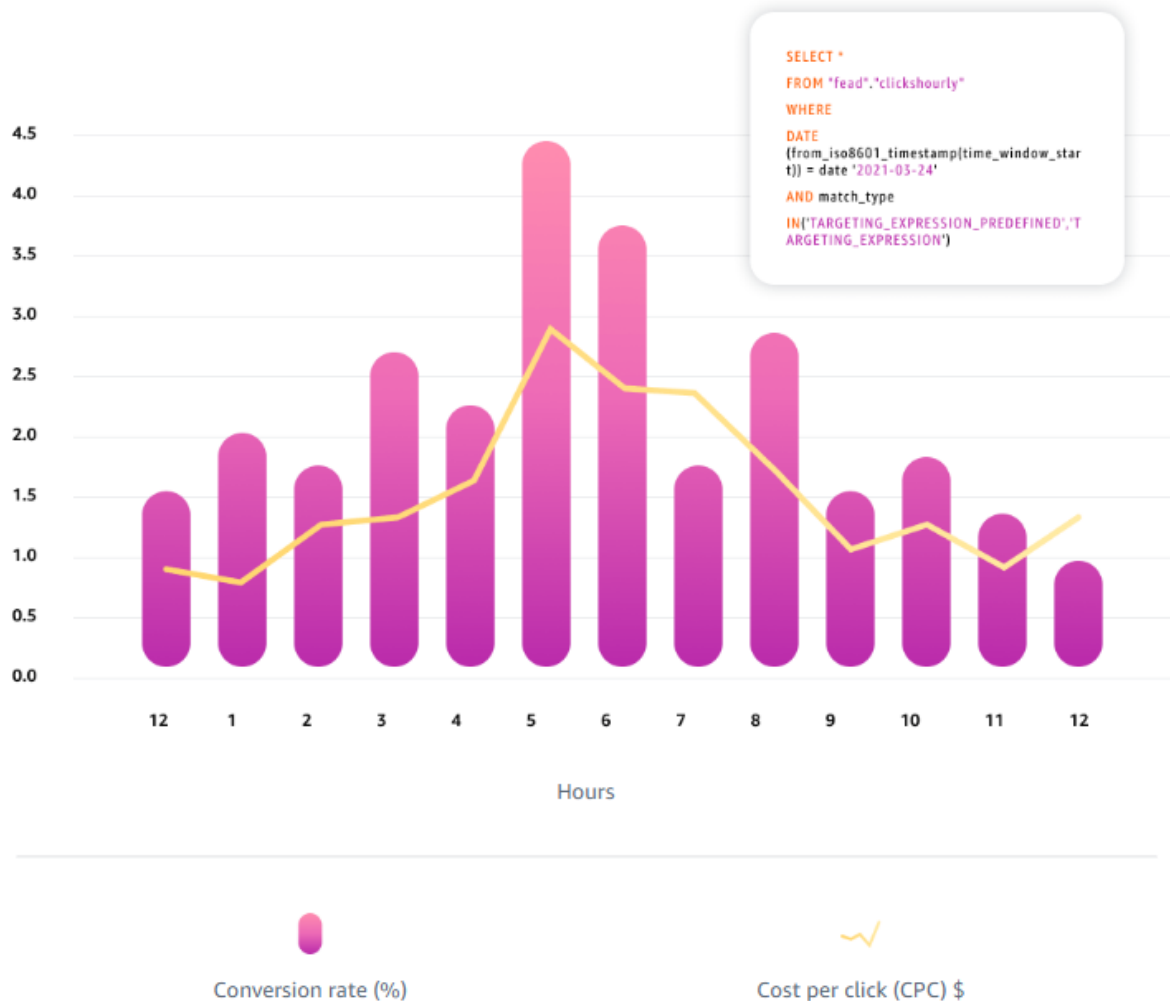 SELECT *
FROM "fead"."clickshourly"
WHERE
DATE
(from_iso8601_timestamp(time_window_star
t)) = date '2021-03-24'
AND match_type
IN('TARGETING_EXPRESSION_PREDEFINED','T
ARGETING_EXPRESSION')
4.5
4.0
3.5
3.0
2.5
2.0
1.5
1.0
0.5
0.0
12 1 2 3 4 5 6 7 8 9 10 11 12
Hours
Conversion rate (%) Cost per click (CPC) $